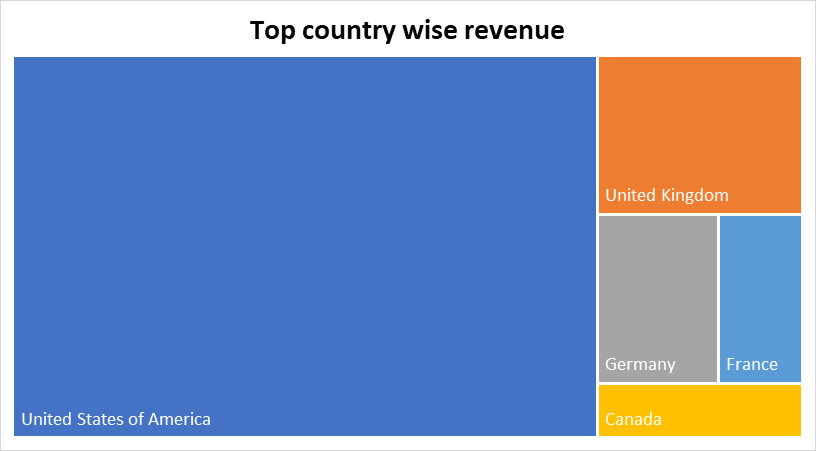 Top country wise revenue
United Kingdom
Germany
France
United States of America
Canada